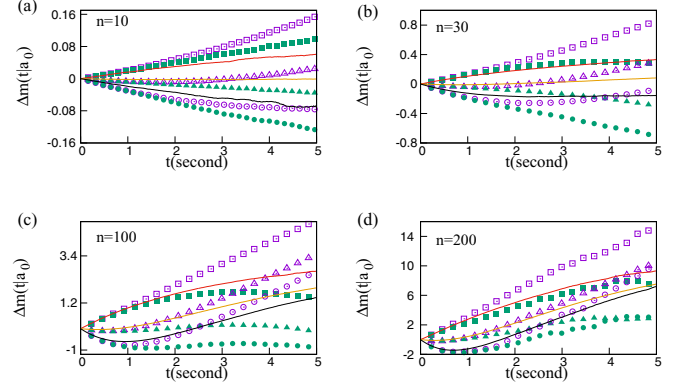 (a)
n=10
0.16
0.08
0
-0.08
-0.16
Δm(t|a0)
0 1 2 3 4 5
t(second)
(b)
n=30
0.8
0.4
0
-0.4
-0.8
Δm(t|a0)
0 1 2 3 4 5
t(second)
(c)
n=100
3.4
1.2
-1
Δm(t|a0)
0 1 2 3 4 5
t(second)
(d)
n=200
14
10
6
2
-2
Δm(t|a0)
0 1 2 3 4 5
t(second)